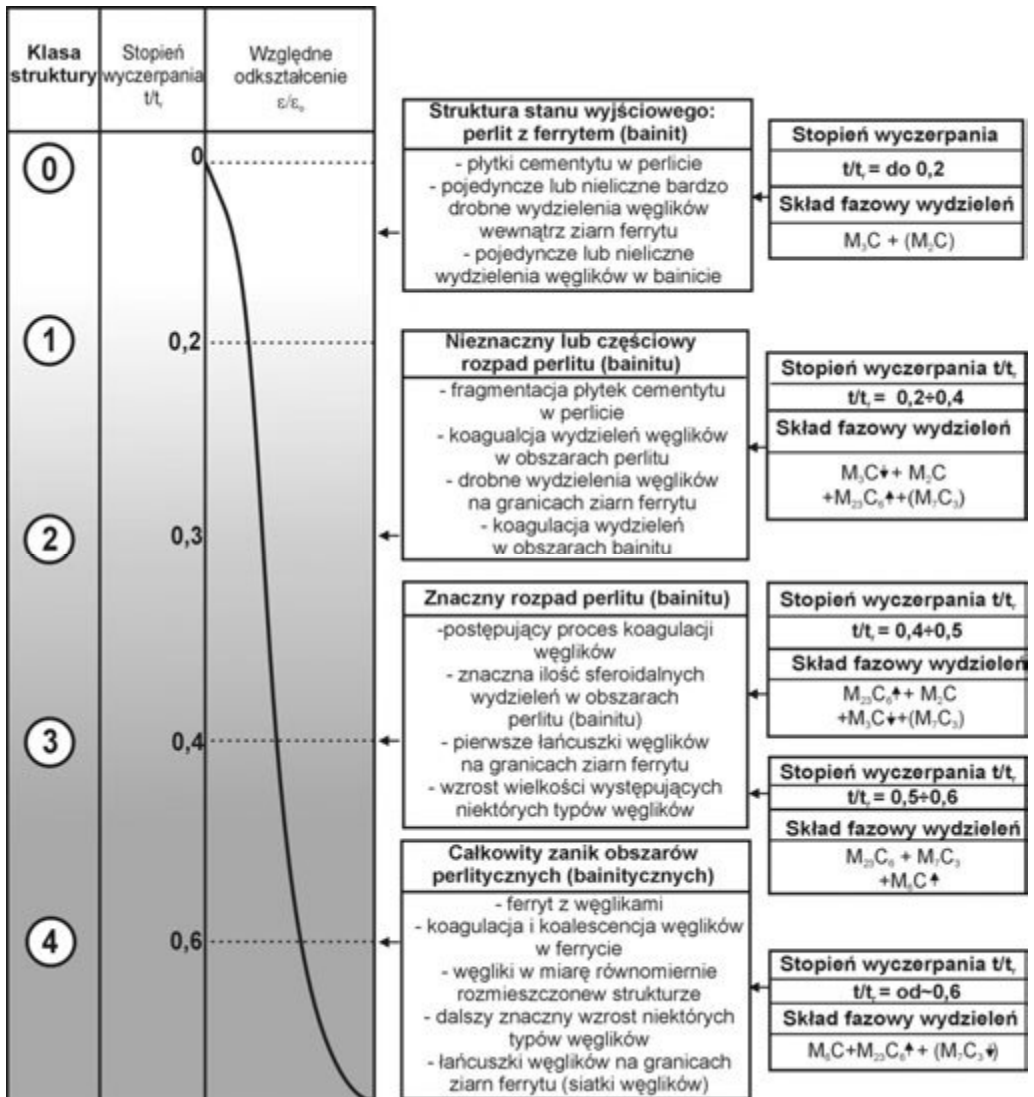 Klasa
struktury
Stopień
wyczerpania
t/tᵣ
Względne
odkształcenie
ε/εₒ
0
0
1
0,2
2
0,3
3
0,4
4
0,6
Struktura stanu wyjściowego:
perlit z ferrytem (bainit)
- płytki cementytu w perlicie
- pojedyncze lub nieliczne bardzo
drobne wydzielenia węglików
wewnątrz ziarn ferrytu
- pojedyncze lub nieliczne
wydzielenia węglików w bainicie
Stopień wyczerpania
t/tᵣ = do 0,2
Skład fazowy wydzieleń
M₃C + (M₂C)
Nieznaczny lub częściowy
rozpad perlitu (bainitu)
- fragmentacja płytek cementytu
w perlicie
- koagualcja wydzieleń węglików
w obszarach perlitu
- drobne wydzielenia węglików
na granicach ziarn ferrytu
- koagulacja wydzieleń
w obszarach bainitu
Stopień wyczerpania t/tᵣ
t/tᵣ = 0,2÷0,4
Skład fazowy wydzieleń
M₃C↓+ M₂C
+M₂₃C₆↑+(M₇C₃)
Znaczny rozpad perlitu (bainitu)
-postępujący proces koagulacji
węglików
- znaczna ilość sferoidalnych
wydzieleń w obszarach
perlitu (bainitu)
- pierwsze łańcuszki węglików
na granicach ziarn ferrytu
- wzrost wielkości występujących
niektórych typów węglików
Stopień wyczerpania t/tᵣ
t/tᵣ = 0,4÷0,5
Skład fazowy wydzieleń
M₂₃C₆↑+ M₂C
+M₃C↓+(M₇C₃)
Stopień wyczerpania t/tᵣ
t/tᵣ = 0,5÷0,6
Skład fazowy wydzieleń
M₂₃C₆ + M₇C₃
+M₆C↑
Całkowity zanik obszarów
perlitycznych (bainitycznych)
- ferryt z węglikami
- koagulacja i koalescencja węglików
w ferrycie
- węgliki w miarę równomiernie
rozmieszczonew strukturze
- dalszy znaczny wzrost niektórych
typów węglików
- łańcuszki węglików na granicach
ziarn ferrytu (siatki węglików)
Stopień wyczerpania t/tᵣ
t/tᵣ = od~0,6
Skład fazowy wydzieleń
M₆C+M₂₃C₆↑+ (M₇C₃↓)